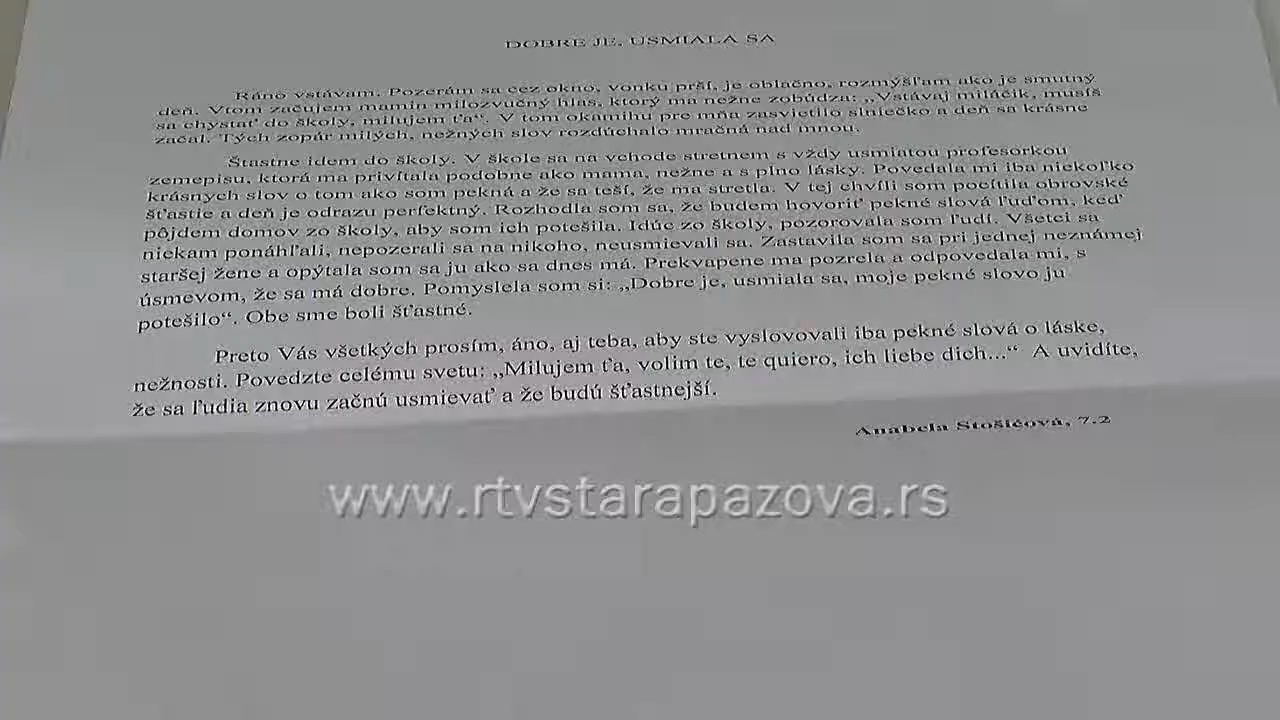 DOBRE JE, USMIALA SA
Ráno vstávam. Pozerám sa cez okno, vonku prší, je oblačno, rozmýšľam ako je smutný
deň. Vtom začujem mamin milozvučný hlas, ktorý ma nežne zobúdza: „Vstávaj miláčik, musíš
sa chystať do školy, milujem ťa“. V tom okamihu pre mňa zasvietilo slniečko a deň sa krásne
začal. Tých zopár milých, nežných slov rozdúchalo mračná nad mnou.
Šťastne idem do školy. V škole sa na vchode stretnem s vždy usmiatou profesorkou
zemepisu, ktorá ma privítala podobne ako mama, nežne a s plno lásky. Povedala mi iba niekoľko
krásnych slov o tom ako som pekná a že sa teší, že ma stretla. V tej chvíli som pocítila obrovské
šťastie a deň je odrazu perfektný. Rozhodla som sa, že budem hovoriť pekné slová ľuďom, keď
pôjdem domov zo školy, aby som ich potešila. Idúc zo školy, pozorovala som ľudí. Všetci sa
niekam ponáhľali, nepozerali sa na nikoho, neusmievali sa. Zastavila som sa pri jednej neznámej
staršej žene a opýtala som sa ju ako sa dnes má. Prekvapene ma pozrela a odpovedala mi, s
úsmevom, že sa má dobre. Pomyslela som si: „Dobre je, usmiala sa, moje pekné slovo ju
potešilo“. Obe sme boli šťastné.
Preto Vás všetkých prosím, áno, aj teba, aby ste vyslovovali iba pekné slová o láske,
nežnosti. Povedzte celému svetu: „Milujem ťa, volim te, te quiero, ich liebe dich...“ A uvidíte,
že sa ľudia znovu začnú usmievať a že budú šťastnejší.
Anabela Stošićová, 7.2
www.rtvstarapazova.rs